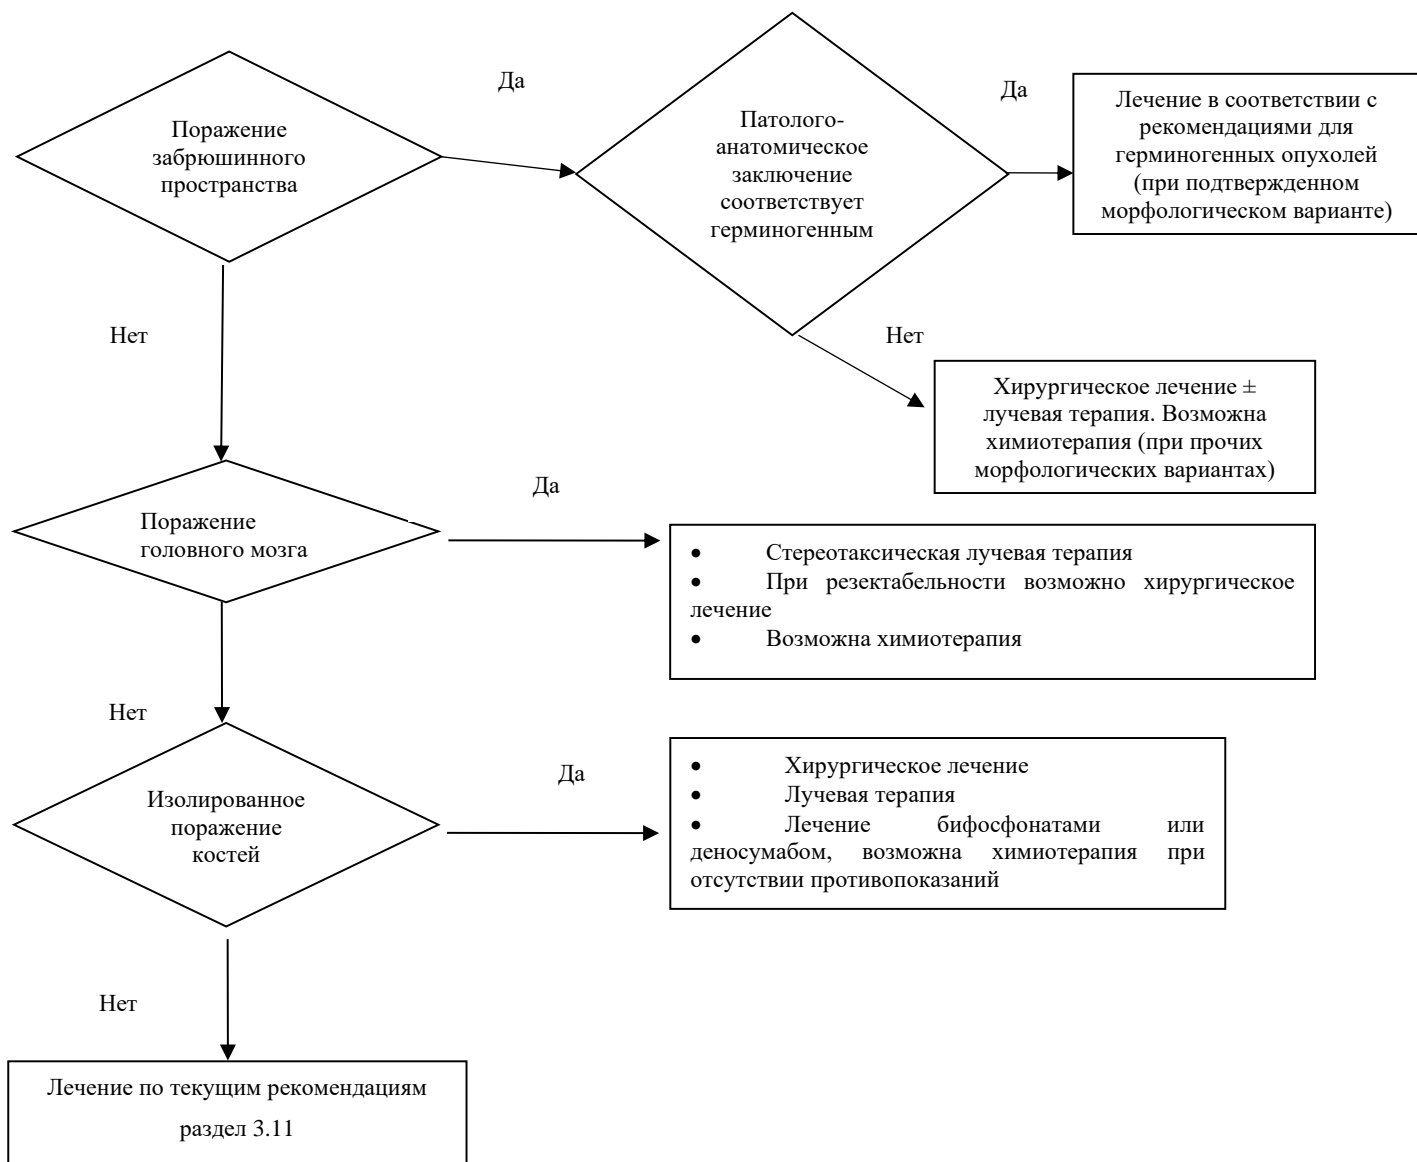 Да
Поражение
забрюшинного
пространства
Патолого-
анатомическое
заключение
соответствует
герминогенным
Да
Лечение в соответствии с
рекомендациями для
герминогенных опухолей
(при подтвержденном
морфологическом варианте)
Нет
Нет
Хирургическое лечение ±
лучевая терапия. Возможна
химиотерапия (при прочих
морфологических вариантах)
Поражение
головного мозга
Да
• Стереотаксическая лучевая терапия
• При резектабельности возможно хирургическое
лечение
• Возможна химиотерапия
Нет
Изолированное
поражение
костей
Да
• Хирургическое лечение
• Лучевая терапия
• Лечение бифосфонатами или
деносумабом, возможна химиотерапия при
отсутствии противопоказаний
Нет
Лечение по текущим рекомендациям
раздел 3.11